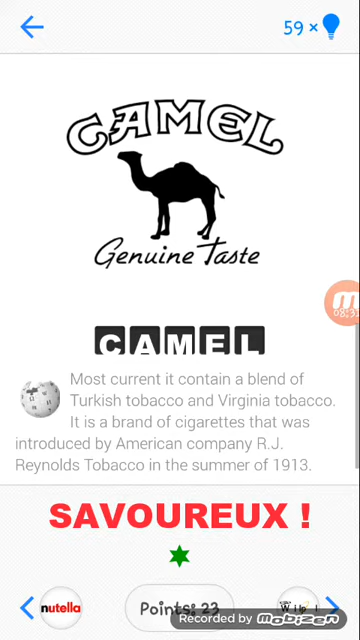 59 ×
CAMEL
Genuine Taste
CAMEL
Most current it contain a blend of
Turkish tobacco and Virginia tobacco.
It is a brand of cigarettes that was
introduced by American company R.J.
Reynolds Tobacco in the summer of 1913.
SAVOUREUX !
nutella
Points: 23
Recorded by mobizen